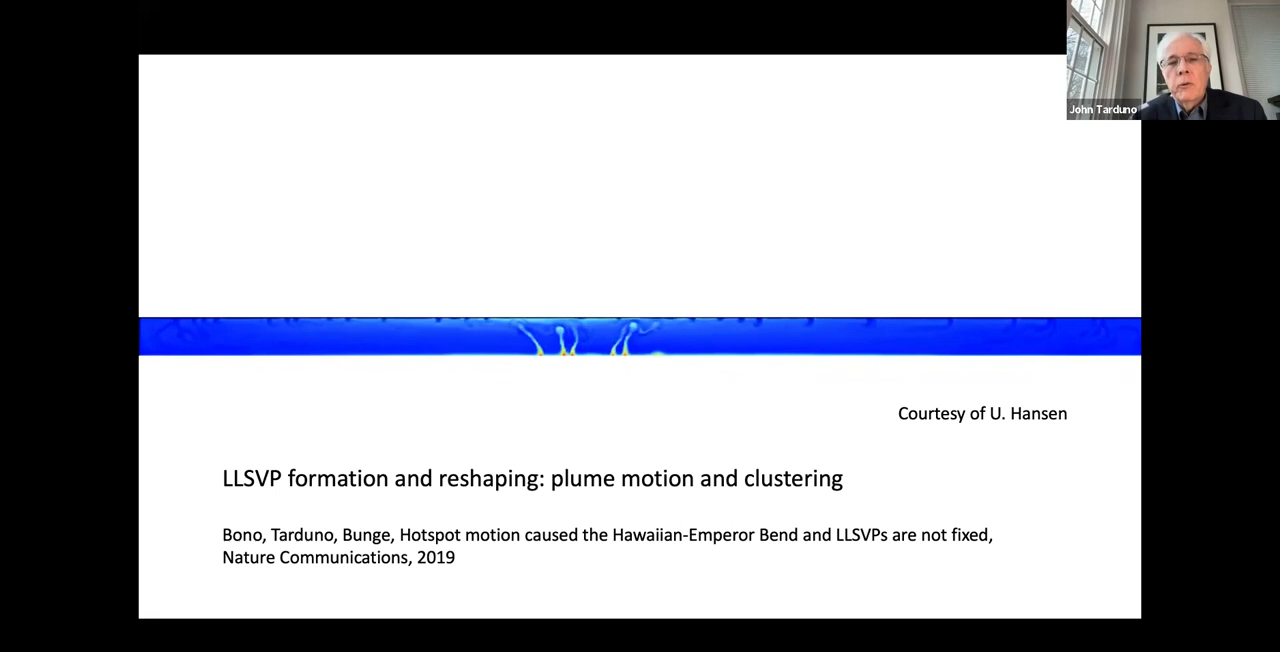 John Tarduno
Courtesy of U. Hansen
LLSVP formation and reshaping: plume motion and clustering
Bono, Tarduno, Bunge, Hotspot motion caused the Hawaiian-Emperor Bend and LLSVPs are not fixed,
Nature Communications, 2019